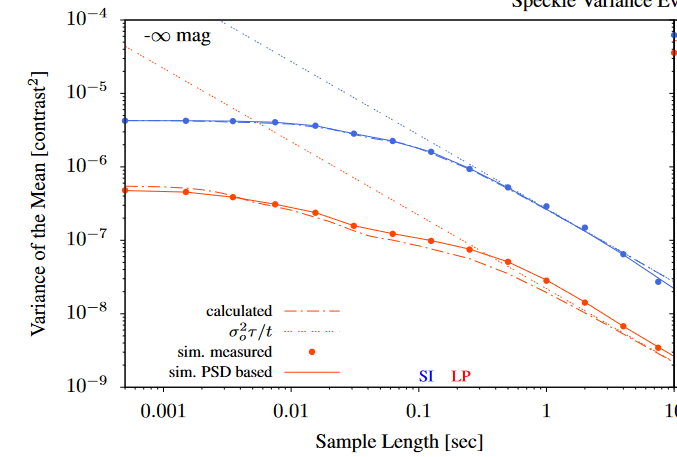 Speckle Variance Ev
-∞ mag
10⁻⁴
10⁻⁵
10⁻⁶
10⁻⁷
10⁻⁸
10⁻⁹
Variance of the Mean [contrast²]
calculated
σ²ₒτ/t
sim. measured
sim. PSD based
SI LP
0.001 0.01 0.1 1 10
Sample Length [sec]